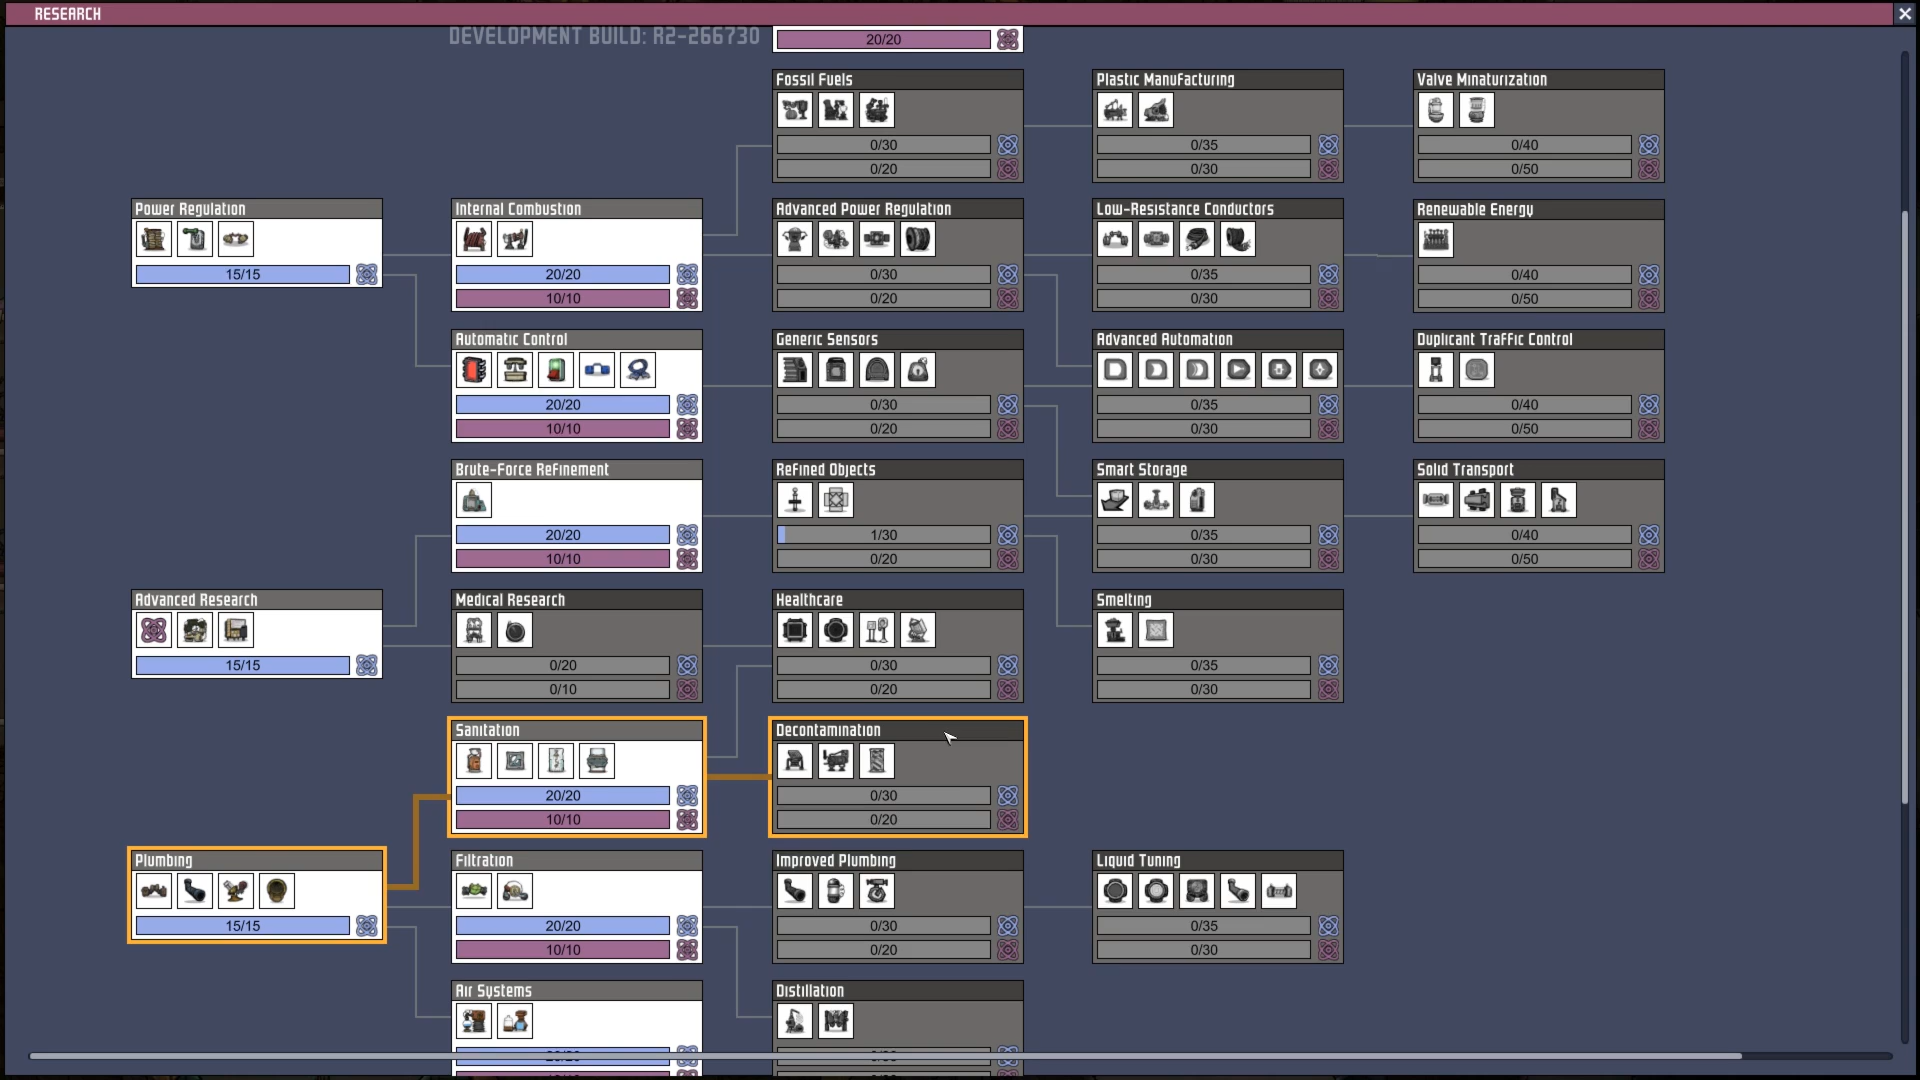 RESEARCH
DEVELOPMENT BUILD: R2-266730
20/20
Fossil Fuels
0/30
0/20
Plastic Manufacturing
0/35
0/30
Valve Minaturization
0/40
0/50
Power Regulation
15/15
Internal Combustion
20/20
10/10
Advanced Power Regulation
0/30
0/20
Low-Resistance Conductors
0/35
0/30
Renewable Energy
0/40
0/50
Automatic Control
20/20
10/10
Generic Sensors
0/30
0/20
Advanced Automation
0/35
0/30
Duplicant Traffic Control
0/40
0/50
Brute-Force Refinement
20/20
10/10
Refined Objects
1/30
0/20
Smart Storage
0/35
0/30
Solid Transport
0/40
0/50
Advanced Research
15/15
Medical Research
0/20
0/10
Healthcare
0/30
0/20
Smelting
0/35
0/30
Sanitation
20/20
10/10
Decontamination
0/30
0/20
Plumbing
15/15
Filtration
20/20
10/10
Improved Plumbing
0/30
0/20
Liquid Tuning
0/35
0/30
Air Systems
Distillation